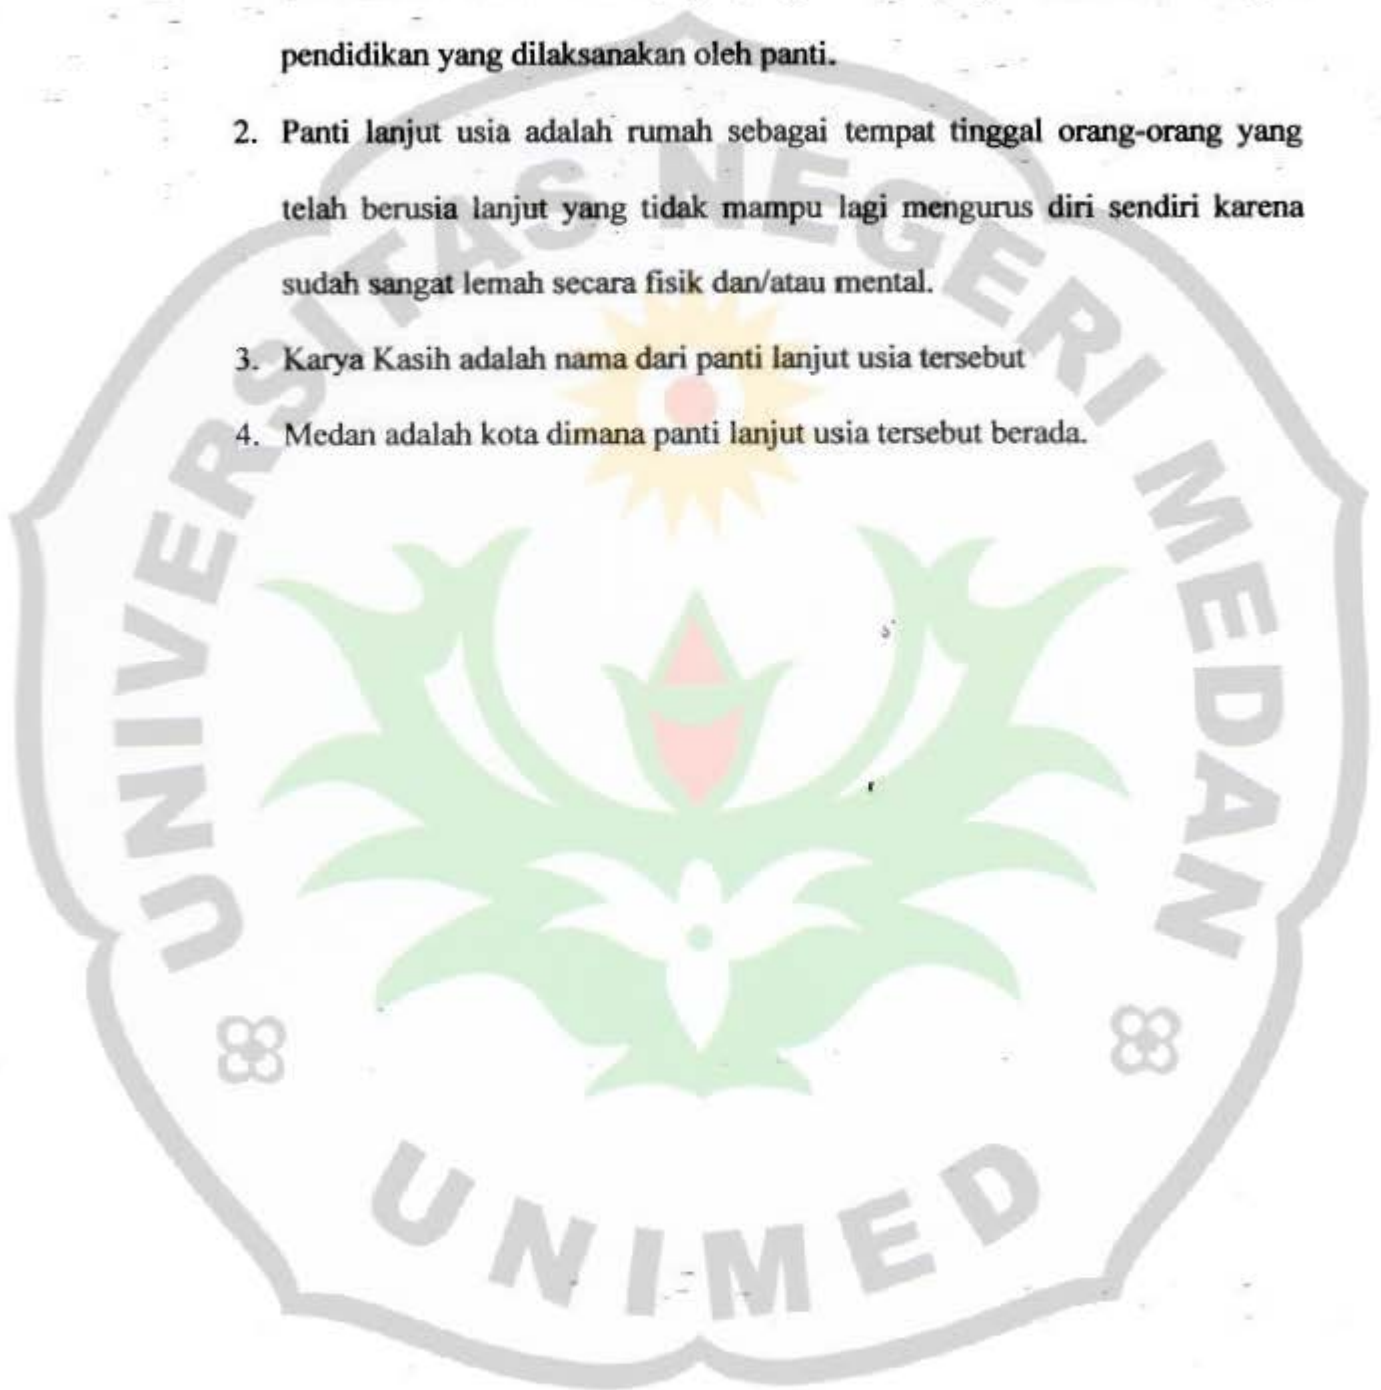 pendidikan yang dilaksanakan oleh panti.
2. Panti lanjut usia adalah rumah sebagai tempat tinggal orang-orang yang
telah berusia lanjut yang tidak mampu lagi mengurus diri sendiri karena
sudah sangat lemah secara fisik dan/atau mental.
3. Karya Kasih adalah nama dari panti lanjut usia tersebut
4. Medan adalah kota dimana panti lanjut usia tersebut berada.
UNIVERSITAS NEGERI MEDAN
UNIMED